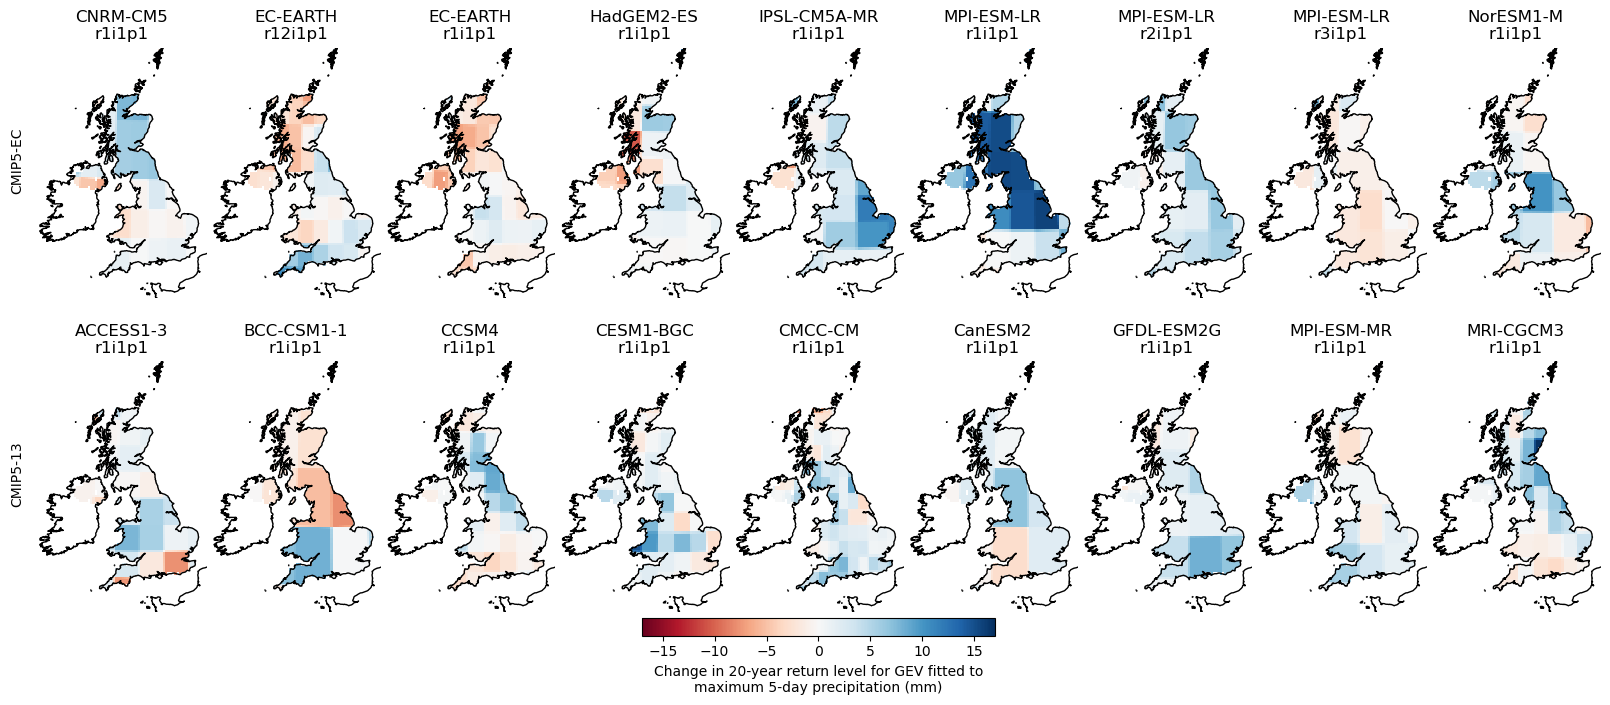 CNRM-CM5 EC-EARTH EC-EARTH HadGEM2-ES IPSL-CM5A-MR MPI-ESM-LR MPI-ESM-LR MPI-ESM-LR NorESM1-M
r1i1p1 r12i1p1 r1i1p1 r1i1p1 r1i1p1 r1i1p1 r2i1p1 r3i1p1 r1i1p1
CMIP5-EC
ACCESS1-3 BCC-CSM1-1 CCSM4 CESM1-BGC CMCC-CM CanESM2 GFDL-ESM2G MPI-ESM-MR MRI-CGCM3
r1i1p1 r1i1p1 r1i1p1 r1i1p1 r1i1p1 r1i1p1 r1i1p1 r1i1p1 r1i1p1
CMIP5-13
−15 −10 −5 0 5 10 15
Change in 20-year return level for GEV fitted to
maximum 5-day precipitation (mm)